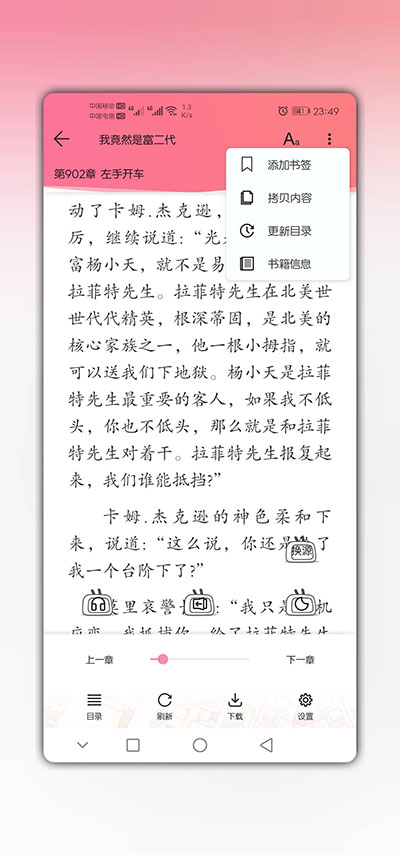 中国移动HD 4G 4G 1.3 K/s
中国电信HD 41 23:49
我竟然是富二代 Aa
第902章 左手开车
添加书签
拷贝内容
更新目录
书籍信息
动了卡姆.杰克逊，
厉，继续说道：“光
富杨小天，就不是易
拉菲特先生。拉菲特先生在北美世
世代代精英，根深蒂固，是北美的
核心家族之一，他一根小拇指，就
可以送我们下地狱。杨小天是拉菲
特先生最重要的客人，如果我不低
头，你也不低头，那么就是和拉菲
特先生对着干。拉菲特先生报复起
来，我们谁能抵挡？”
卡姆.杰克逊的神色柔和下
来，说道：“这么说，你还是 了
换源
我一个台阶下了？”
里哀警 ：“我只 机
应变，我抵捕你，给了拉菲特先生
上一章 下一章
目录 刷新 下载 设置